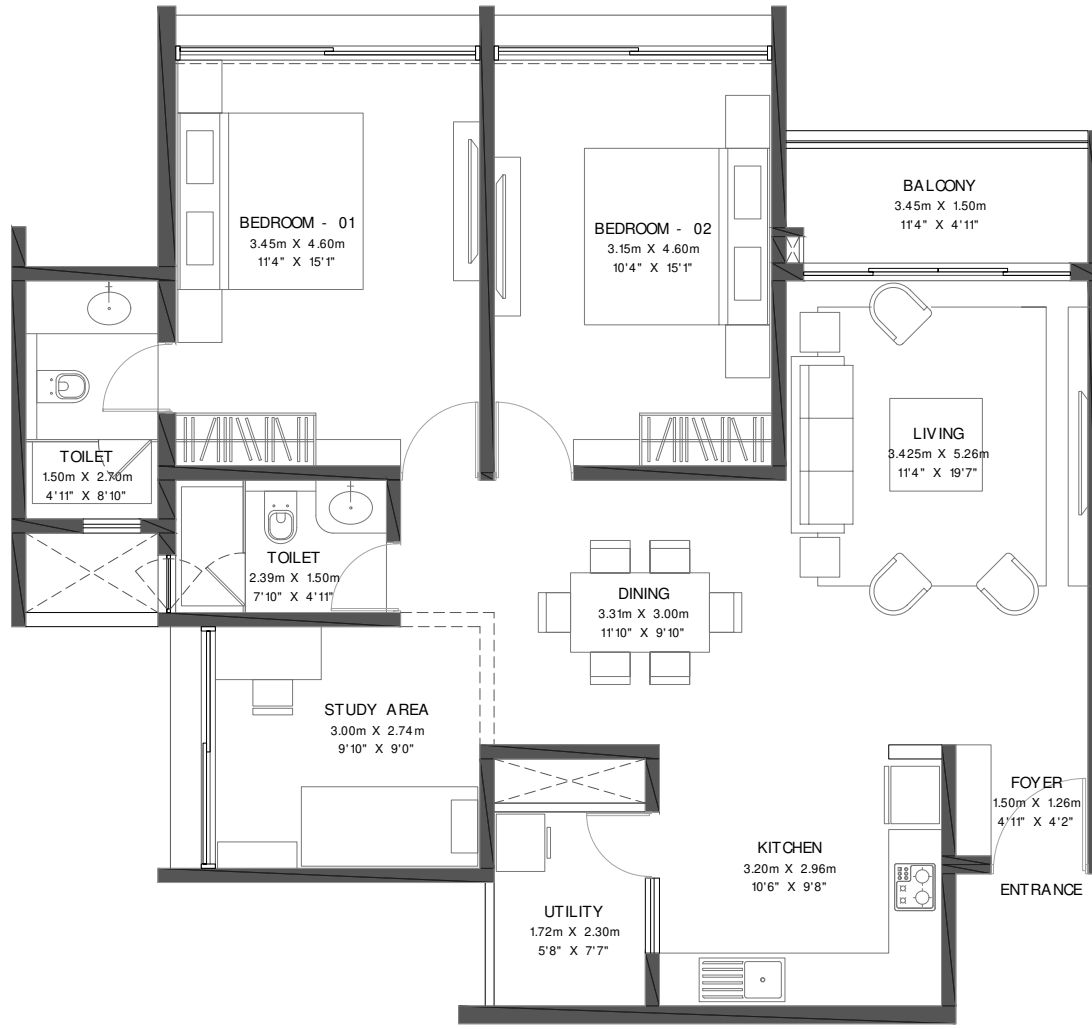 BEDROOM - 01
3.45m X 4.60m
11'4" X 15'1"
BEDROOM - 02
3.15m X 4.60m
10'4" X 15'1"
BALCONY
3.45m X 1.50m
11'4" X 4'11"
TOILET
1.50m X 2.70m
4'11" X 8'10"
LIVING
3.425m X 5.26m
11'4" X 19'7"
TOILET
2.39m X 1.50m
7'10" X 4'11"
DINING
3.31m X 3.00m
11'10" X 9'10"
STUDY AREA
3.00m X 2.74m
9'10" X 9'0"
FOYER
1.50m X 1.26m
4'11" X 4'2"
KITCHEN
3.20m X 2.96m
10'6" X 9'8"
ENTRANCE
UTILITY
1.72m X 2.30m
5'8" X 7'7"